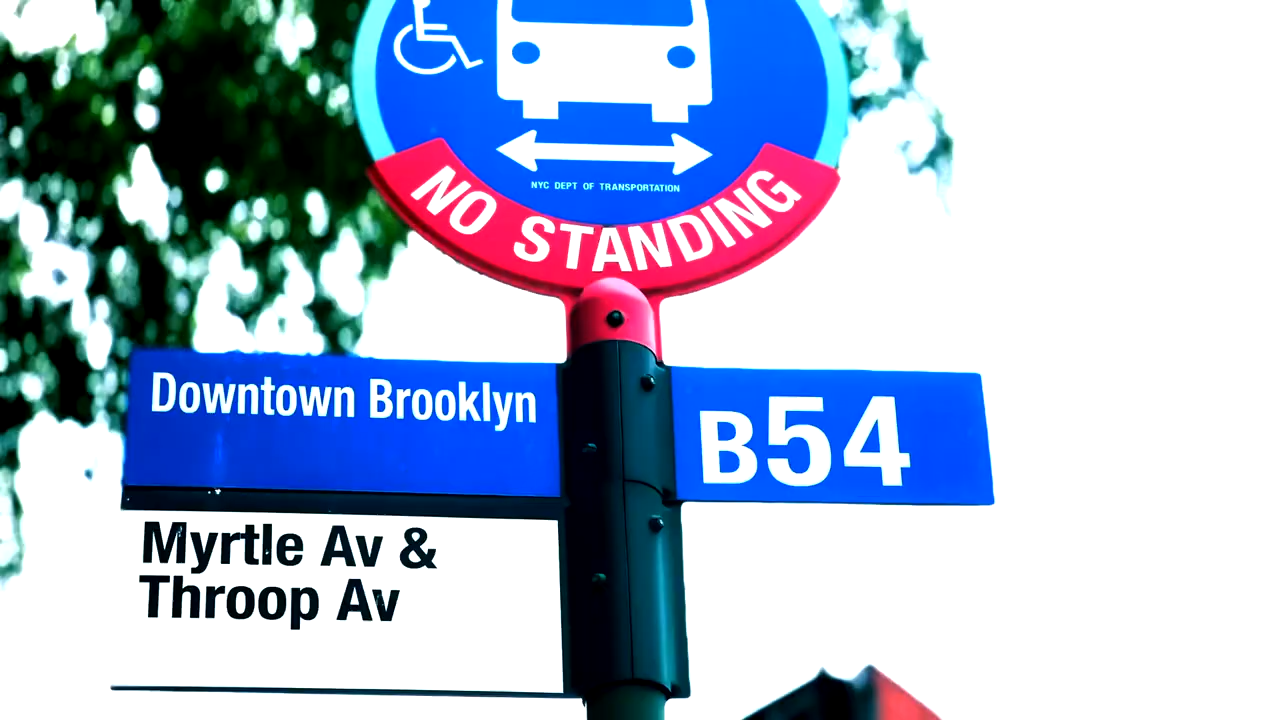 NYC DEPT OF TRANSPORTATION
NO STANDING
Downtown Brooklyn
B54
Myrtle Av &
Throop Av